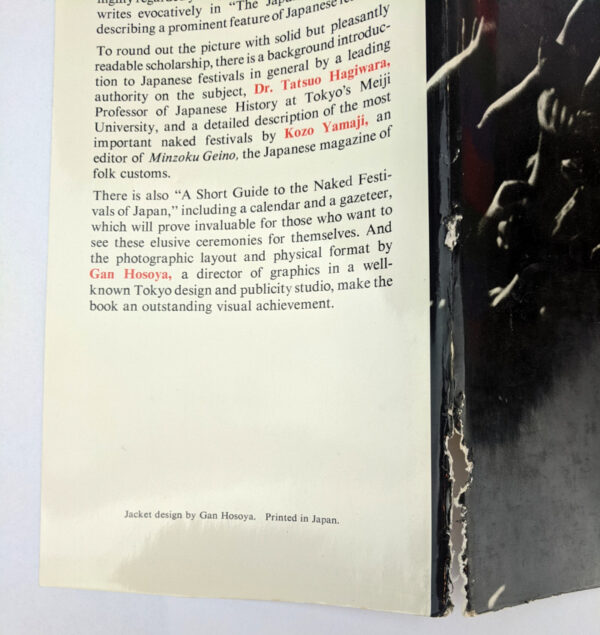 writes evocatively in "The
describing a prominent feature of Japanese
To round out the picture with solid but pleasantly
readable scholarship, there is a background introduc-
tion to Japanese festivals in general by a leading
authority on the subject, Dr. Tatsuo Hagiwara,
Professor of Japanese History at Tokyo's Meiji
University, and a detailed description of the most
important naked festivals by Kozo Yamaji, an
editor of Minzoku Geino, the Japanese magazine of
folk customs.
There is also "A Short Guide to the Naked Festi-
vals of Japan," including a calendar and a gazeteer,
which will prove invaluable for those who want to
see these elusive ceremonies for themselves. And
the photographic layout and physical format by
Gan Hosoya, a director of graphics in a well-
known Tokyo design and publicity studio, make the
book an outstanding visual achievement.
Jacket design by Gan Hosoya. Printed in Japan.